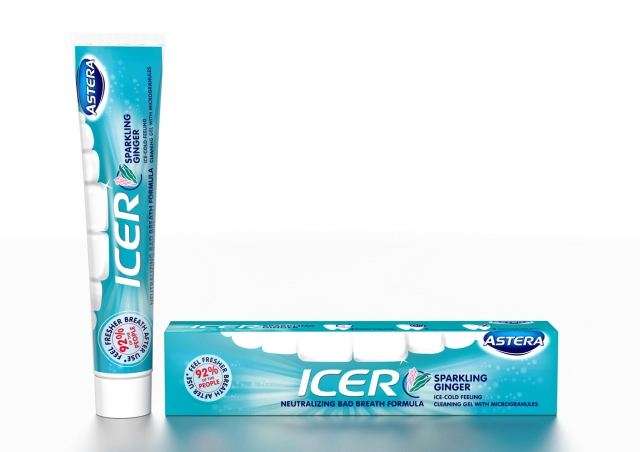 ASTERA
ICER
SPARKLING
GINGER
ICE-COLD FEELING
CLEANING GEL WITH MICROGRANULES
NEUTRALIZING BAD BREATH FORMULA
92%
OF THE
PEOPLE
FEEL FRESHER BREATH AFTER USE*
ASTERA
ICER
SPARKLING
GINGER
ICE-COLD FEELING
CLEANING GEL WITH MICROGRANULES
NEUTRALIZING BAD BREATH FORMULA
92%
OF THE
PEOPLE
FEEL FRESHER BREATH AFTER USE*